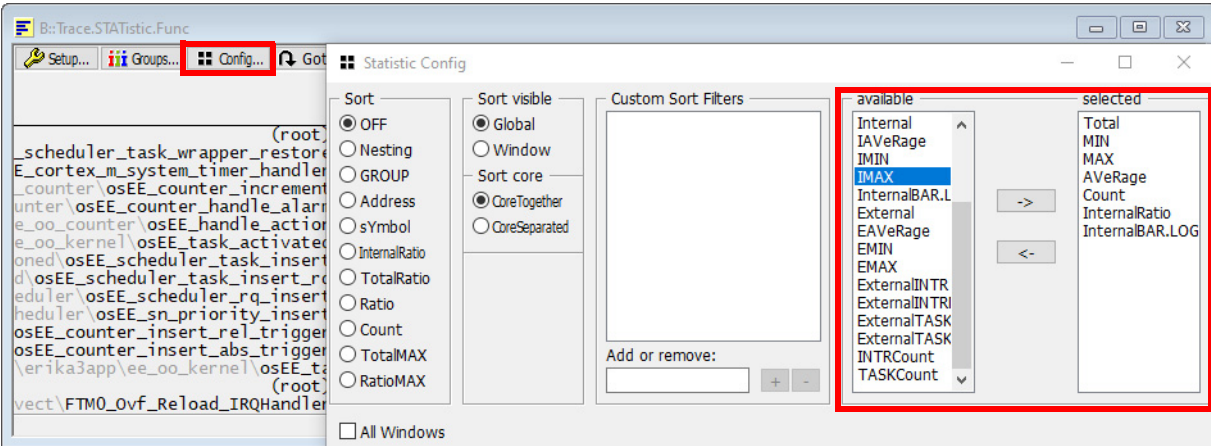 B::Trace.STATistic.Func
Setup... Groups... Config... Got
(root)
_scheduler_task_wrapper_restore
E_cortex_m_system_timer_handler
_counter\osEE_counter_increment
unter\osEE_counter_handle_alarm
e_oo_counter\osEE_handle_action
e_oo_kernel\osEE_task_activated
oned\osEE_scheduler_task_insert
d\osEE_scheduler_task_insert_rq
eduler\osEE_scheduler_rq_insert
heduler\osEE_sn_priority_insert
osEE_counter_insert_rel_trigger
osEE_counter_insert_abs_trigger
\erika3app\ee_oo_kernel\osEE_ta
(root)
vect\FTM0_Ovf_Reload_IRQHandler
Statistic Config
Sort
OFF
Nesting
GROUP
Address
sYmbol
InternalRatio
TotalRatio
Ratio
Count
TotalMAX
RatioMAX
All Windows
Sort visible
Global
Window
Sort core
CoreTogether
CoreSeparated
Custom Sort Filters
Add or remove:
+ -
available
Internal
IAVeRage
IMIN
IMAX
InternalBAR.L
External
EAVeRage
EMIN
EMAX
ExternalINTR
ExternalINTRI
ExternalTASK
ExternalTASK
INTRCount
TASKCount
->
<-
selected
Total
MIN
MAX
AVeRage
Count
InternalRatio
InternalBAR.LOG